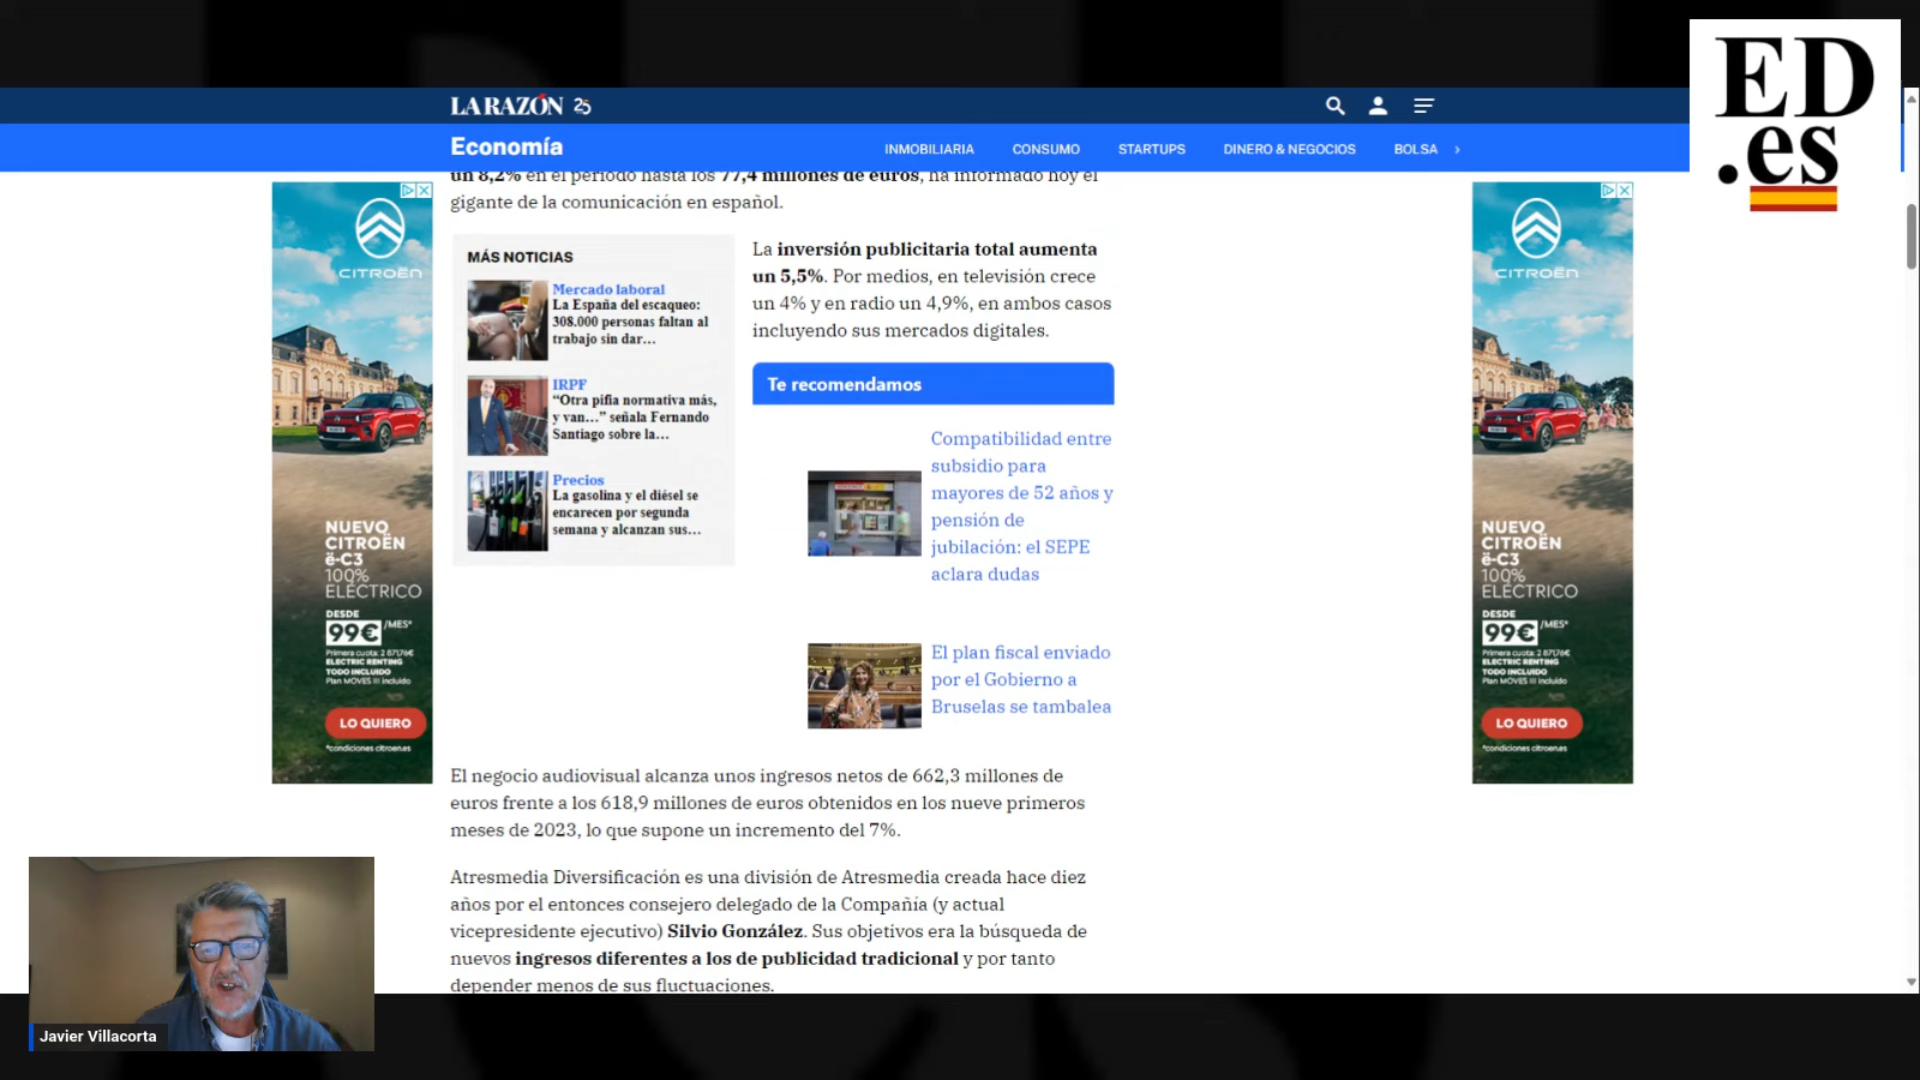 ED
.es
LA RAZÓN 25
Economía
INMOBILIARIA CONSUMO STARTUPS DINERO & NEGOCIOS BOLSA
un 8,2% en el periodo hasta los 77,4 millones de euros, ha informado hoy el
gigante de la comunicación en español.
MÁS NOTICIAS
Mercado laboral
La España del escaqueo:
308.000 personas faltan al
trabajo sin dar...
IRPF
“Otra pifia normativa más,
y van...” señala Fernando
Santiago sobre la...
Precios
La gasolina y el diésel se
encarecen por segunda
semana y alcanzan sus...
La inversión publicitaria total aumenta
un 5,5%. Por medios, en televisión crece
un 4% y en radio un 4,9%, en ambos casos
incluyendo sus mercados digitales.
Te recomendamos
Compatibilidad entre
subsidio para
mayores de 52 años y
pensión de
jubilación: el SEPE
aclara dudas
El plan fiscal enviado
por el Gobierno a
Bruselas se tambalea
El negocio audiovisual alcanza unos ingresos netos de 662,3 millones de
euros frente a los 618,9 millones de euros obtenidos en los nueve primeros
meses de 2023, lo que supone un incremento del 7%.
Atresmedia Diversificación es una división de Atresmedia creada hace diez
años por el entonces consejero delegado de la Compañía (y actual
vicepresidente ejecutivo) Silvio González. Sus objetivos era la búsqueda de
nuevos ingresos diferentes a los de publicidad tradicional y por tanto
depender menos de sus fluctuaciones.
CITROËN
NUEVO
CITROËN
ë-C3
100%
ELÉCTRICO
DESDE
99€/MES*
ELECTRIC RENTING
TODO INCLUIDO
Plan MOVES III incluido
LO QUIERO
*condiciones citroen.es
CITROËN
NUEVO
CITROËN
ë-C3
100%
ELÉCTRICO
DESDE
99€/MES*
ELECTRIC RENTING
TODO INCLUIDO
Plan MOVES III incluido
LO QUIERO
*condiciones citroen.es
Javier Villacorta